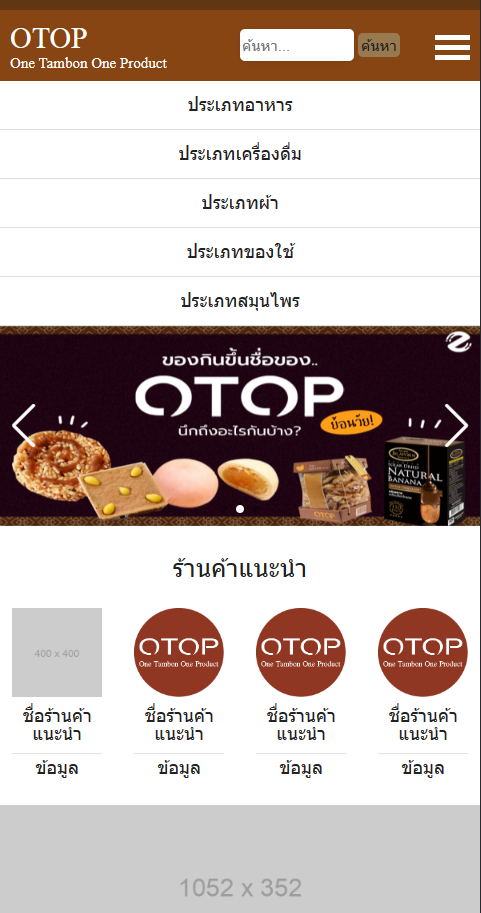 OTOP
One Tambon One Product
ค้นหา...
ค้นหา
ประเภทอาหาร
ประเภทเครื่องดื่ม
ประเภทผ้า
ประเภทของใช้
ประเภทสมุนไพร
ของกินขึ้นชื่อของ..
OTOP
นึกถึงอะไรกันบ้าง?
ย้อนวัย!
NATURAL
BANANA
OTOP
ร้านค้าแนะนำ
400 x 400
OTOP
One Tambon One Product
OTOP
One Tambon One Product
OTOP
One Tambon One Product
ชื่อร้านค้า
แนะนำ
ชื่อร้านค้า
แนะนำ
ชื่อร้านค้า
แนะนำ
ชื่อร้านค้า
แนะนำ
ข้อมูล
ข้อมูล
ข้อมูล
ข้อมูล
1052 x 352